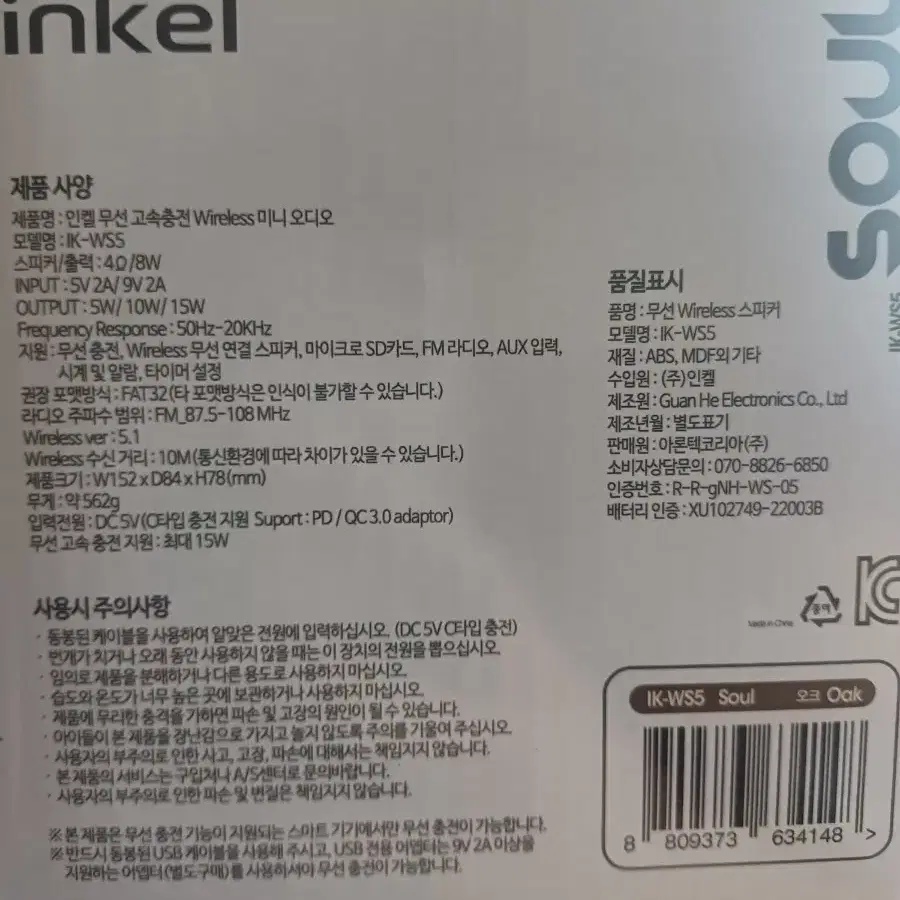 inkel
soul
IK-WS5
제품 사양
제품명 : 인켈 무선 고속충전 Wireless 미니 오디오
모델명 : IK-WS5
스피커/출력 : 4Ω/8W
INPUT : 5V 2A/ 9V 2A
OUTPUT : 5W/ 10W/ 15W
Frequency Response : 50Hz-20KHz
지원 : 무선 충전, Wireless 무선 연결 스피커, 마이크로 SD카드, FM 라디오, AUX 입력,
시계 및 알람, 타이머 설정
권장 포맷방식 : FAT32(타 포맷방식은 인식이 불가할 수 있습니다.)
라디오 주파수 범위 : FM_87.5-108 MHz
Wireless ver : 5.1
Wireless 수신 거리 : 10M(통신환경에 따라 차이가 있을 수 있습니다.)
제품크기 : W152 x D84 x H78(mm)
무게 : 약 562g
입력전원 : DC 5V(C타입 충전 지원 Suport : PD / QC 3.0 adaptor)
무선 고속 충전 지원 : 최대 15W
품질표시
품명 : 무선 Wireless 스피커
모델명 : IK-WS5
재질 : ABS, MDF외 기타
수입원 : (주)인켈
제조원 : Guan He Electronics Co., Ltd
제조년월 : 별도표기
판매원 : 아론텍코리아(주)
소비자상담문의 : 070-8826-6850
인증번호 : R-R-gNH-WS-05
배터리 인증 : XU102749-22003B
사용시 주의사항
· 동봉된 케이블을 사용하여 알맞은 전원에 입력하십시오. (DC 5V C타입 충전)
· 번개가 치거나 오래 동안 사용하지 않을 때는 이 장치의 전원을 뽑으십시오.
· 임의로 제품을 분해하거나 다른 용도로 사용하지 마십시오.
· 습도와 온도가 너무 높은 곳에 보관하거나 사용하지 마십시오.
· 제품에 무리한 충격을 가하면 파손 및 고장의 원인이 될 수 있습니다.
· 아이들이 본 제품을 장난감으로 가지고 놀지 않도록 주의를 기울여 주십시오.
· 사용자의 부주의로 인한 사고, 고장, 파손에 대해서는 책임지지 않습니다.
· 본 제품의 서비스는 구입처나 A/S센터로 문의바랍니다.
· 사용자의 부주의로 인한 파손 및 변질은 책임지지 않습니다.
※ 본 제품은 무선 충전 기능이 지원되는 스마트 기기에서만 무선 충전이 가능합니다.
※ 반드시 동봉된 USB 케이블을 사용해 주시고, USB 전용 어댑터는 9V 2A 이상을
지원하는 어댑터(별도구매)를 사용하셔야 무선 충전이 가능합니다.
Made in China
종이
IK-WS5 Soul 오크 Oak
8 809373 634148 >